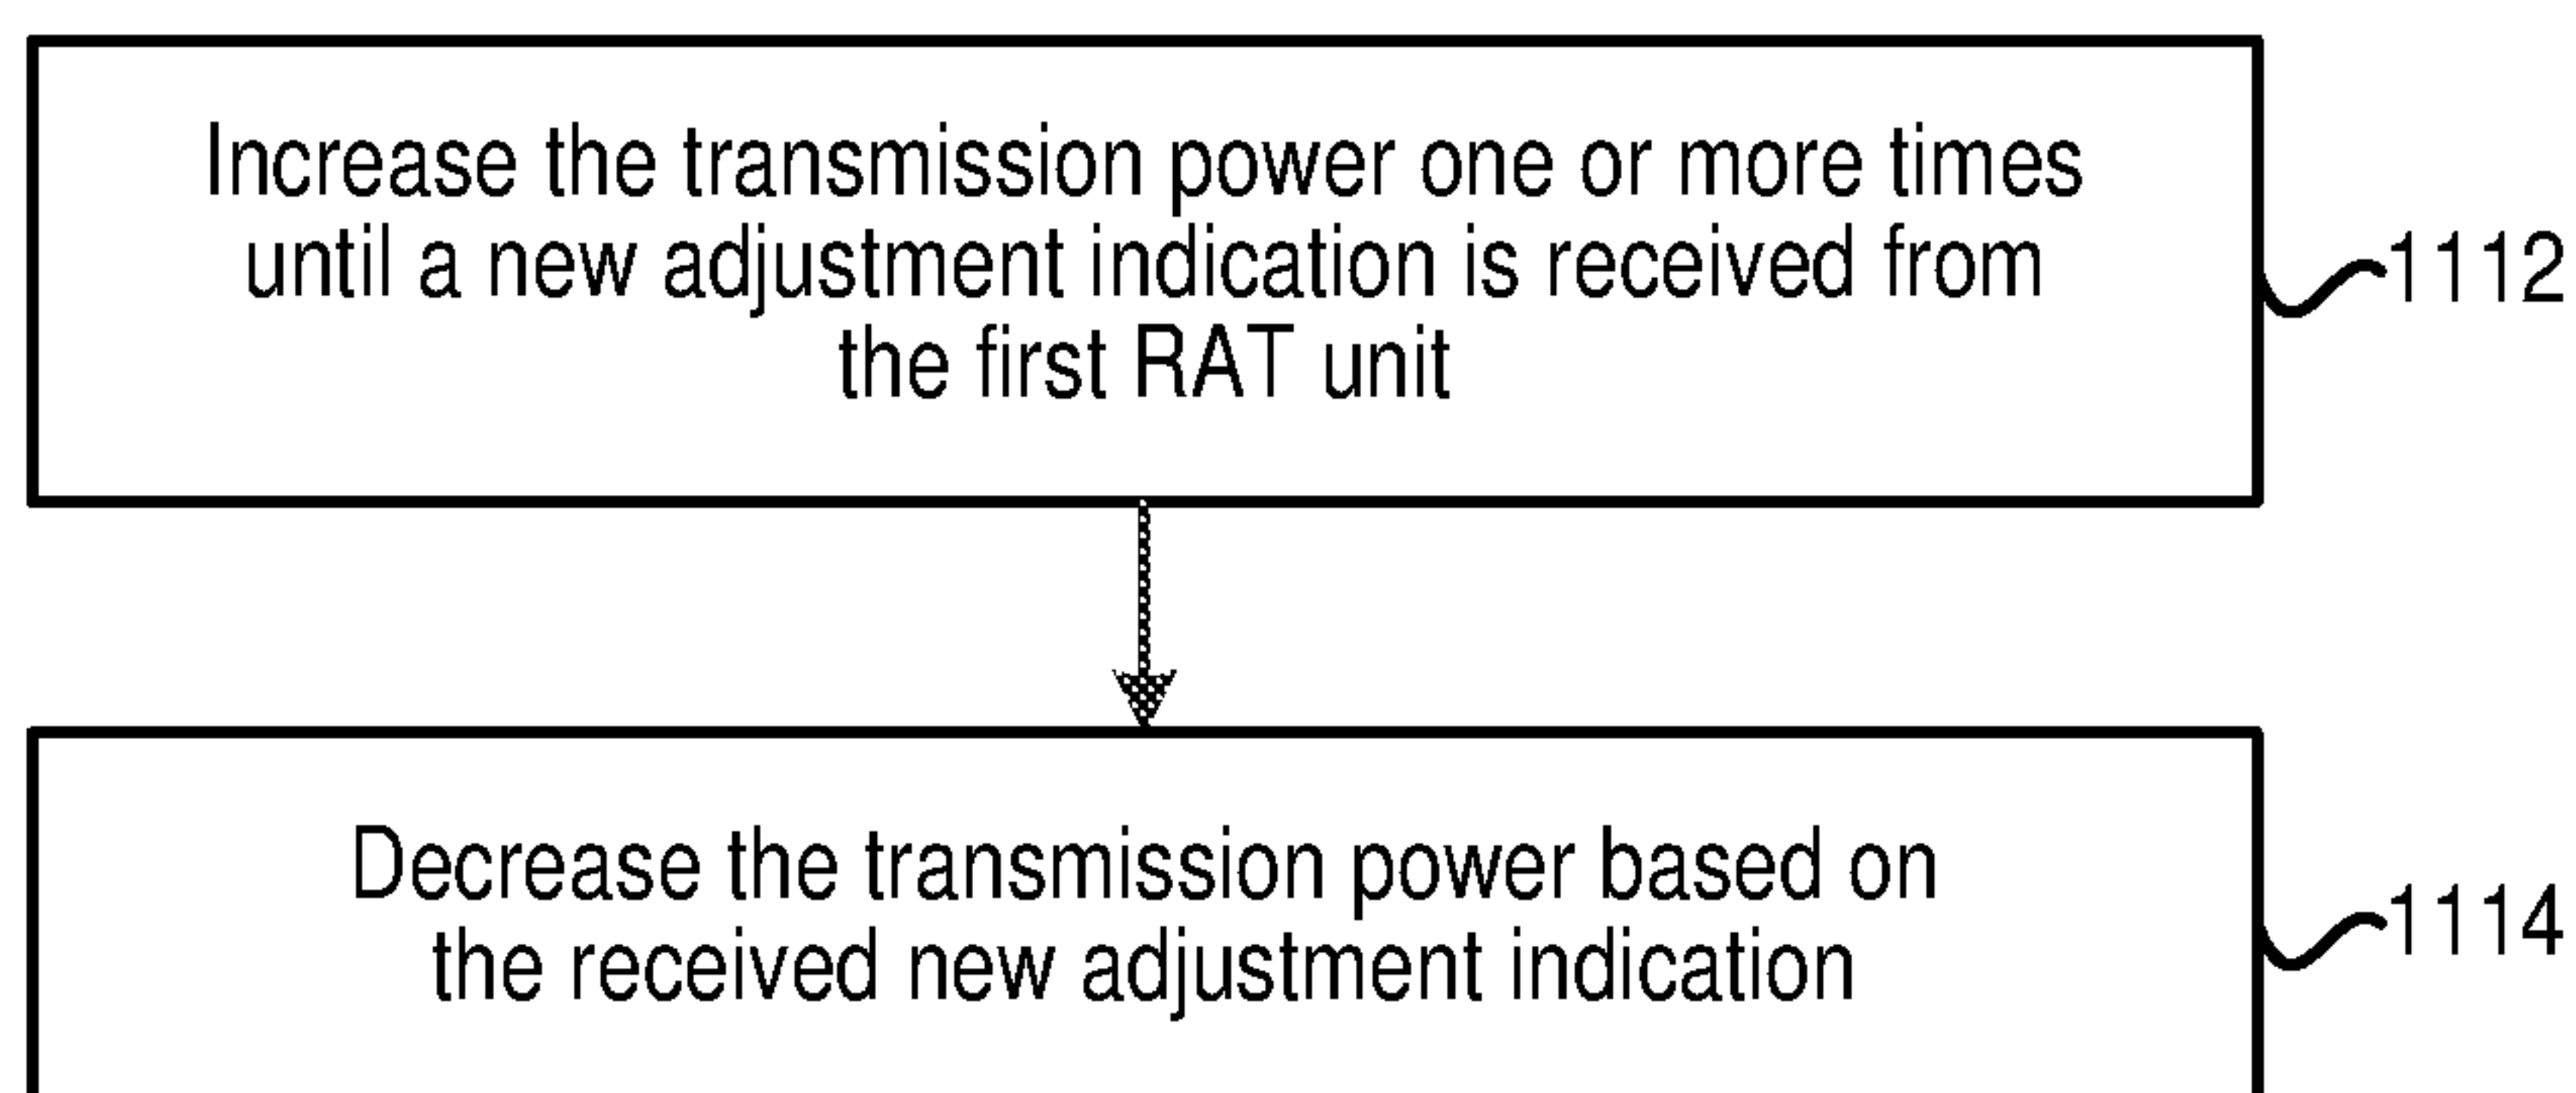 Increase the transmission power one or more times
until a new adjustment indication is received from
the first RAT unit
1112
Decrease the transmission power based on
the received new adjustment indication
1114